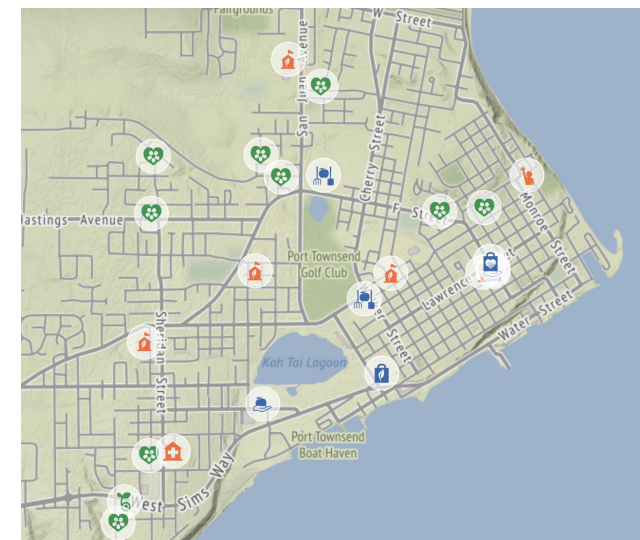 Fairgrounds
W Street
San Juan Avenue
Cherry Street
F Street
Monroe Street
Hastings Avenue
Port Townsend
Golf Club
Lawrence Street
Water Street
Street
Sheridan Street
Kah Tai Lagoon
Port Townsend
Boat Haven
West Sims Way